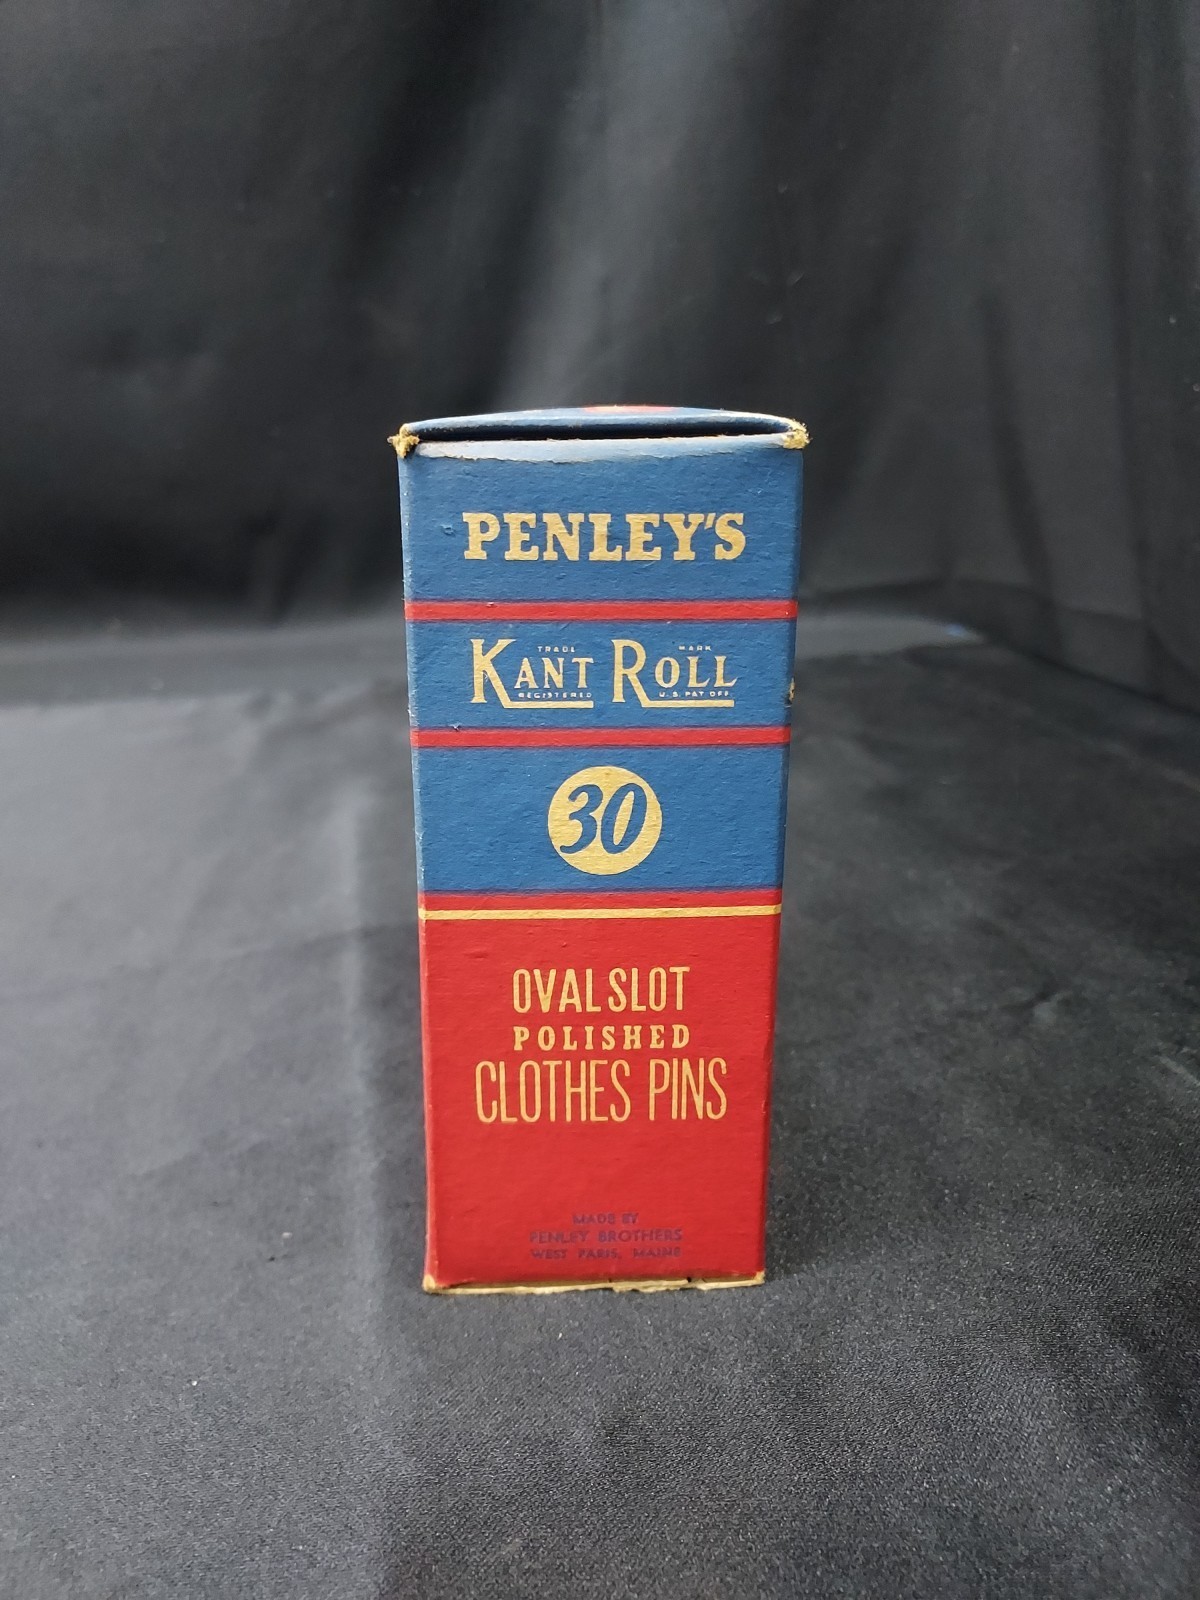 PENLEY'S
TRADE MARK
KANT ROLL
REGISTERED U.S. PAT. OFF.
30
OVAL SLOT
POLISHED
CLOTHES PINS
MADE BY
PENLEY BROTHERS
WEST PARIS, MAINE